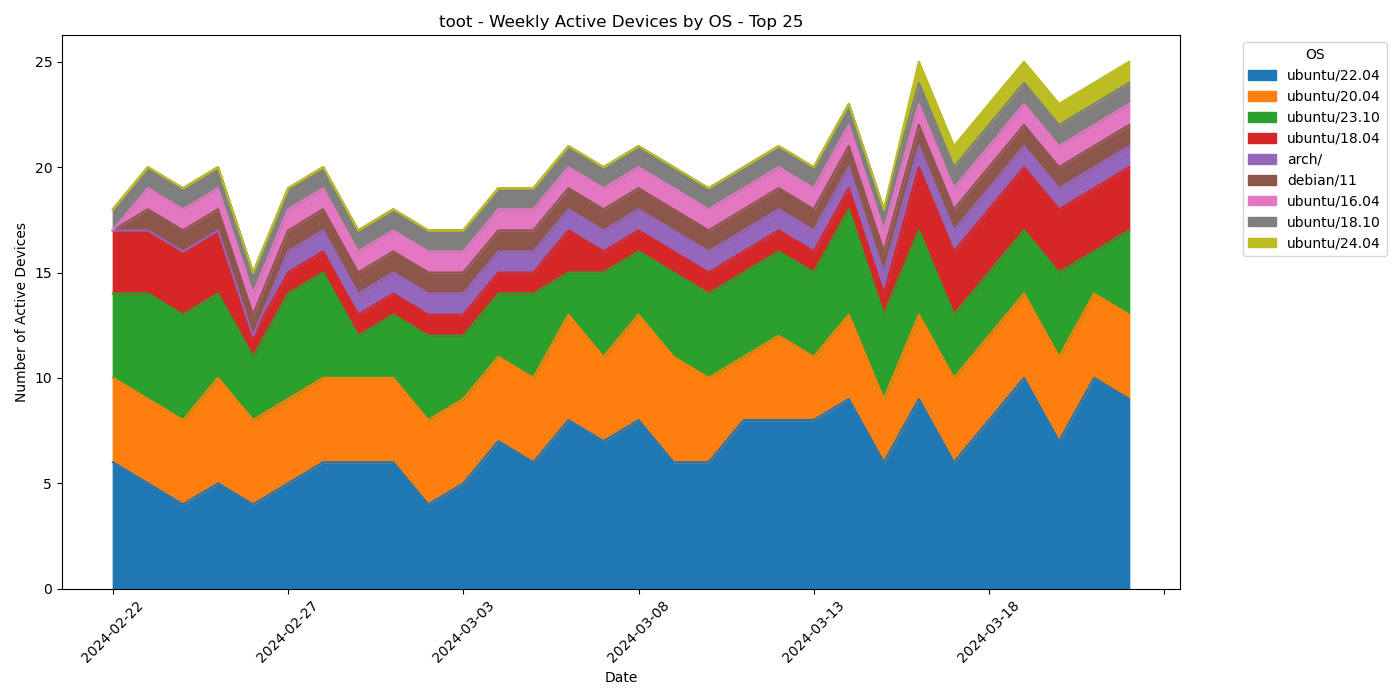 toot - Weekly Active Devices by OS - Top 25
Number of Active Devices
25
20
15
10
5
0
2024-02-22
2024-02-27
2024-03-03
2024-03-08
2024-03-13
2024-03-18
Date
OS
ubuntu/22.04
ubuntu/20.04
ubuntu/23.10
ubuntu/18.04
arch/
debian/11
ubuntu/16.04
ubuntu/18.10
ubuntu/24.04